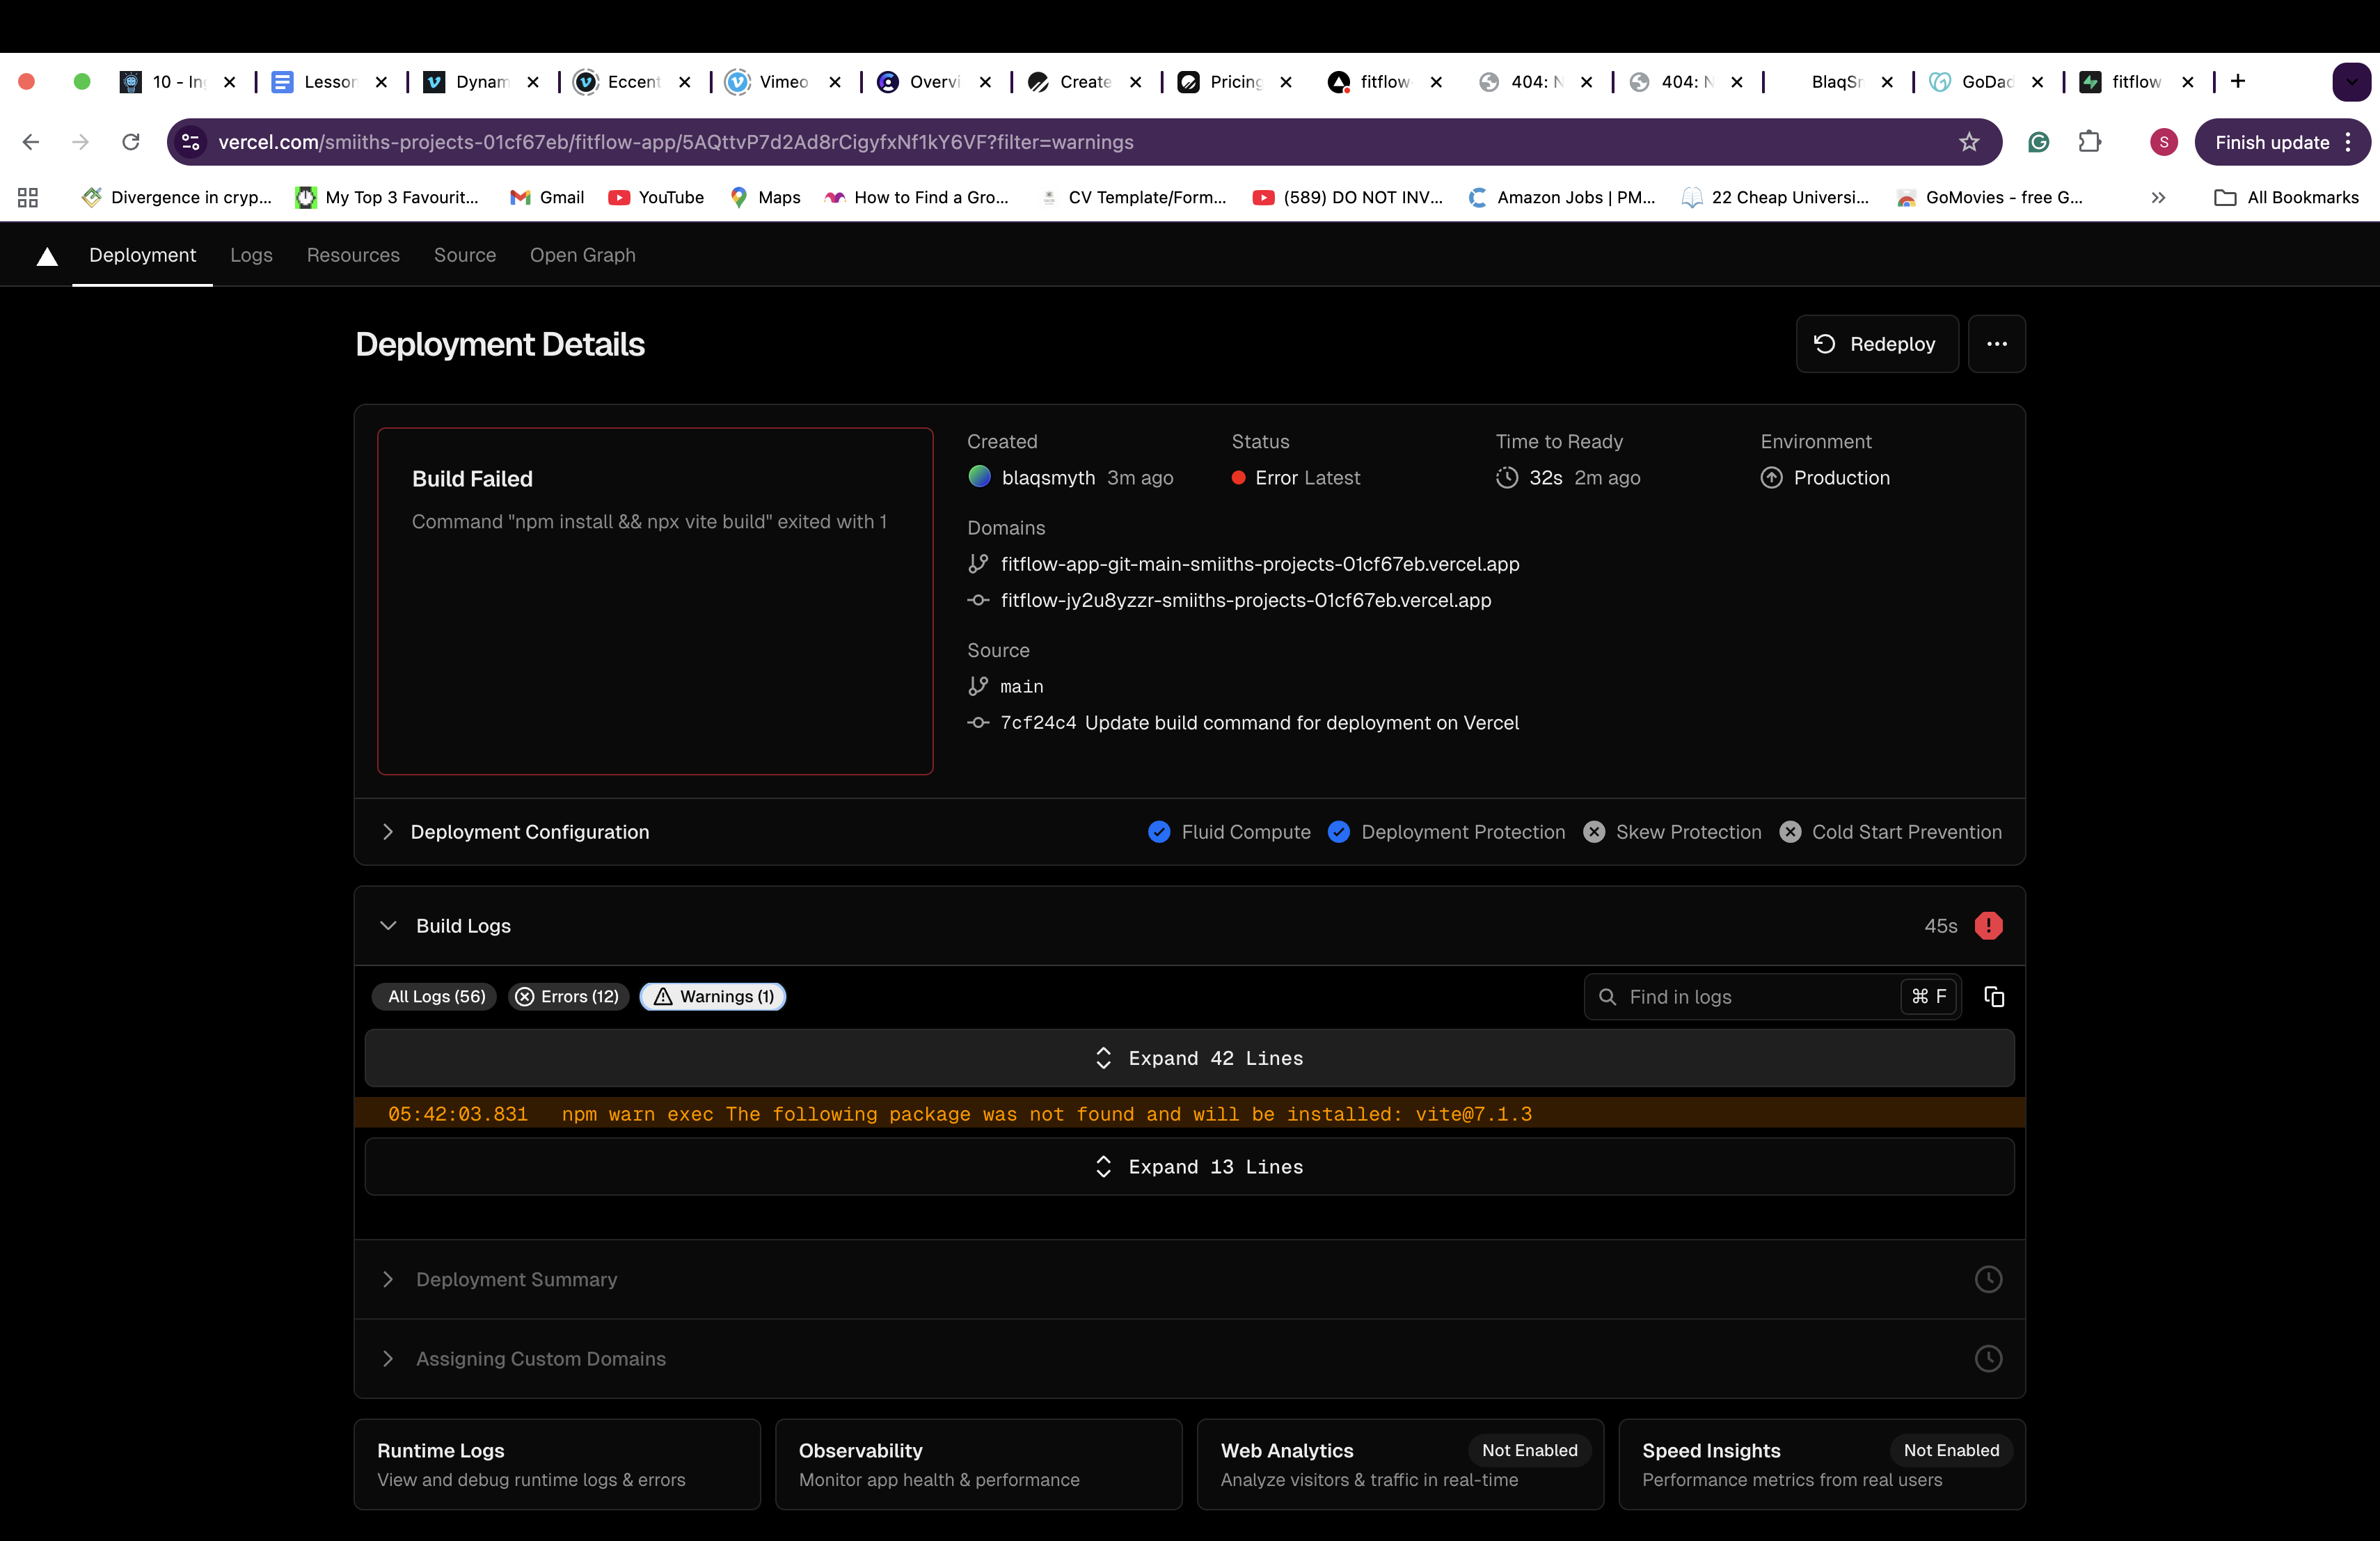 10 - In
Lesson
Dynam
Eccent
Vimeo
Overvi
Create
Pricing
fitflow
404: N
404: N
BlaqSm
GoDad
fitflow
vercel.com/smiiths-projects-01cf67eb/fitflow-app/5AQttvP7d2Ad8rCigyfxNf1kY6VF?filter=warnings
S
Finish update
Divergence in cryp...
My Top 3 Favourit...
Gmail
YouTube
Maps
How to Find a Gro...
CV Template/Form...
(589) DO NOT INV...
Amazon Jobs | PM...
22 Cheap Universi...
GoMovies - free G...
All Bookmarks
Deployment
Logs
Resources
Source
Open Graph
Deployment Details
Redeploy
Build Failed
Command "npm install && npx vite build" exited with 1
Created
blaqsmyth 3m ago
Status
Error Latest
Time to Ready
32s 2m ago
Environment
Production
Domains
fitflow-app-git-main-smiiths-projects-01cf67eb.vercel.app
fitflow-jy2u8yzzr-smiiths-projects-01cf67eb.vercel.app
Source
main
7cf24c4 Update build command for deployment on Vercel
Deployment Configuration
Fluid Compute
Deployment Protection
Skew Protection
Cold Start Prevention
Build Logs
45s
All Logs (56)
Errors (12)
Warnings (1)
Find in logs
⌘ F
Expand 42 Lines
05:42:03.831 npm warn exec The following package was not found and will be installed: vite@7.1.3
Expand 13 Lines
Deployment Summary
Assigning Custom Domains
Runtime Logs
View and debug runtime logs & errors
Observability
Monitor app health & performance
Web Analytics
Not Enabled
Analyze visitors & traffic in real-time
Speed Insights
Not Enabled
Performance metrics from real users